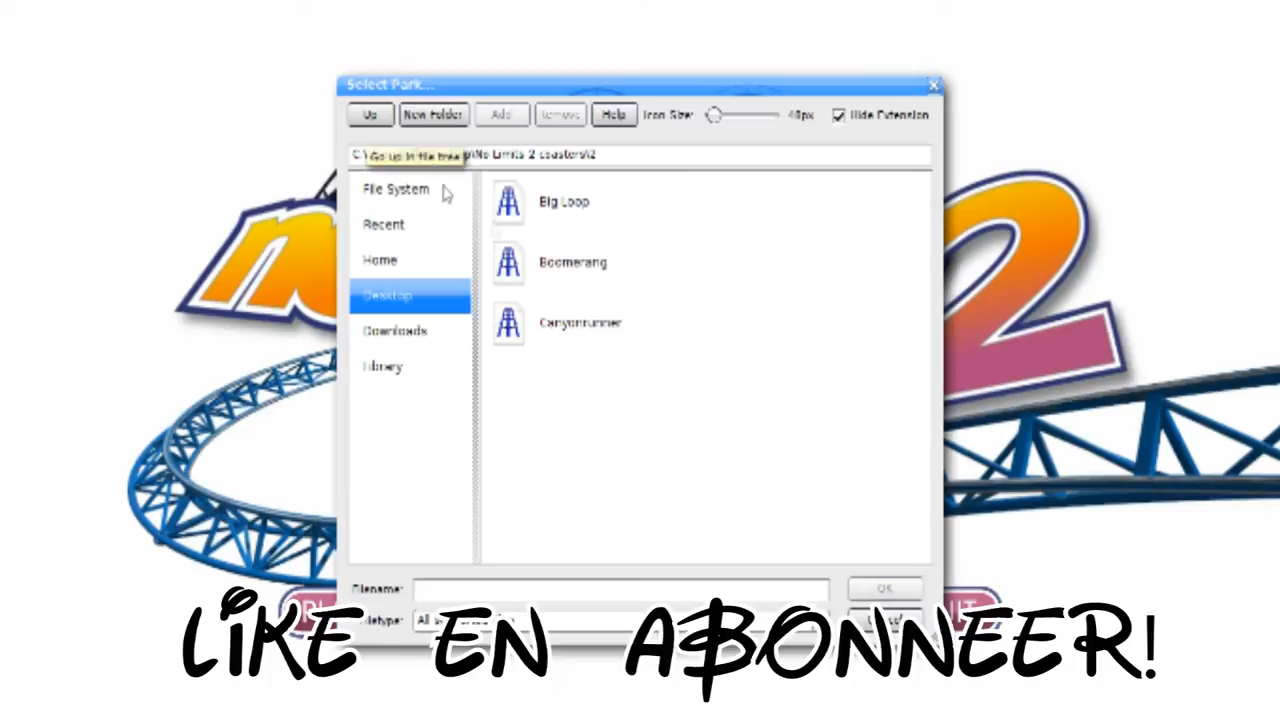 Select Park...
Up New Folder Add Remove Help Icon Size: 48px Hide Extension
C:\ Go up in file tree p\No Limits 2 coasters\2
File System
Recent
Home
Desktop
Downloads
Library
Big Loop
Boomerang
Canyonrunner
2
Filename: OK
Filetype:
LIKE EN ABONNEER!